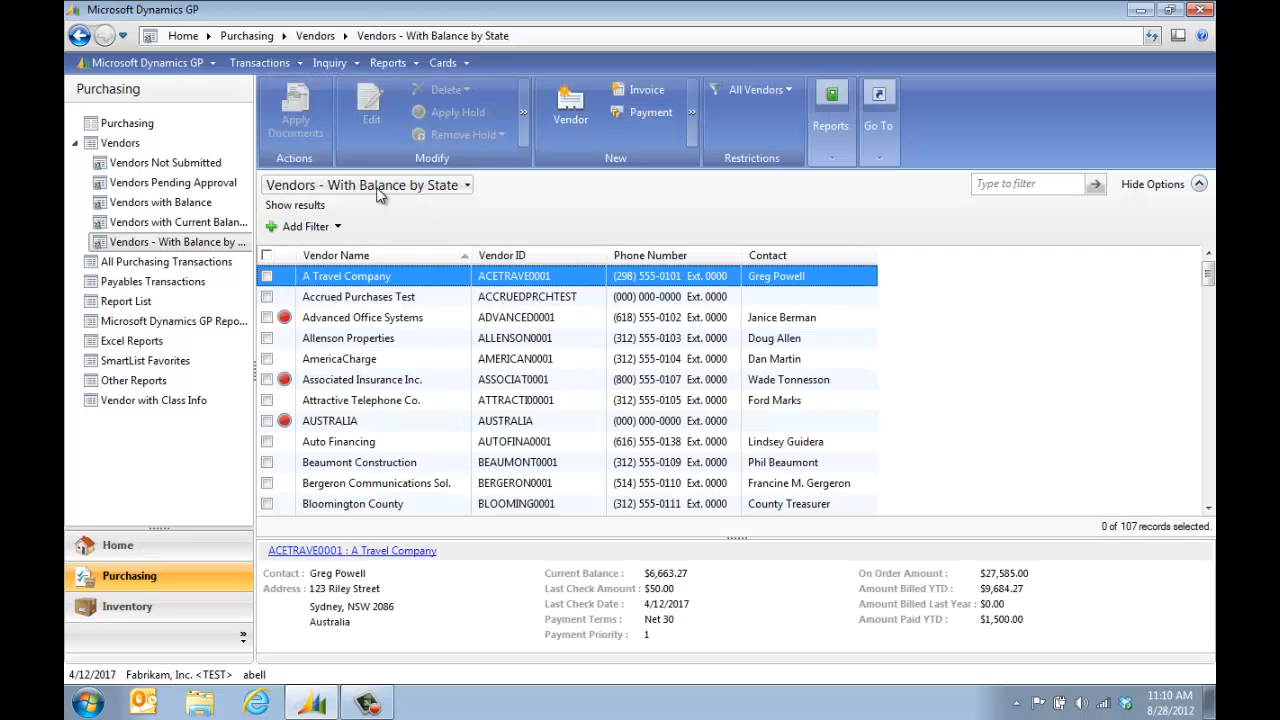 Microsoft Dynamics GP
Home Purchasing Vendors Vendors - With Balance by State
Microsoft Dynamics GP Transactions Inquiry Reports Cards
Purchasing
Purchasing
Vendors
Vendors Not Submitted
Vendors Pending Approval
Vendors with Balance
Vendors with Current Balan...
Vendors - With Balance by ...
All Purchasing Transactions
Payables Transactions
Report List
Microsoft Dynamics GP Repo...
Excel Reports
SmartList Favorites
Other Reports
Vendor with Class Info
Home
Purchasing
Inventory
Apply Documents
Actions
Edit
Delete
Apply Hold
Remove Hold
Modify
Vendor
Invoice
Payment
New
All Vendors
Restrictions
Reports
Go To
Vendors - With Balance by State
Type to filter
Hide Options
Show results
Add Filter
Vendor Name Vendor ID Phone Number Contact
A Travel Company ACETRAVE0001 (298) 555-0101 Ext. 0000 Greg Powell
Accrued Purchases Test ACCRUEDPRCHTEST (000) 000-0000 Ext. 0000
Advanced Office Systems ADVANCED0001 (618) 555-0102 Ext. 0000 Janice Berman
Allenson Properties ALLENSON0001 (312) 555-0103 Ext. 0000 Doug Allen
AmericaCharge AMERICAN0001 (312) 555-0104 Ext. 0000 Dan Martin
Associated Insurance Inc. ASSOCIAT0001 (800) 555-0107 Ext. 0000 Wade Tonnesson
Attractive Telephone Co. ATTRACTI0001 (312) 555-0105 Ext. 0000 Ford Marks
AUSTRALIA AUSTRALIA (000) 000-0000 Ext. 0000
Auto Financing AUTOFINA0001 (616) 555-0138 Ext. 0000 Lindsey Guidera
Beaumont Construction BEAUMONT0001 (312) 555-0109 Ext. 0000 Phil Beaumont
Bergeron Communications Sol. BERGERON0001 (514) 555-0110 Ext. 0000 Francine M. Gergeron
Bloomington County BLOOMING0001 (312) 555-0111 Ext. 0000 County Treasurer
0 of 107 records selected.
ACETRAVE0001 : A Travel Company
Contact : Greg Powell Current Balance : $6,663.27 On Order Amount : $27,585.00
Address : 123 Riley Street Last Check Amount : $50.00 Amount Billed YTD : $9,684.27
Sydney, NSW 2086 Last Check Date : 4/12/2017 Amount Billed Last Year : $0.00
Australia Payment Terms : Net 30 Amount Paid YTD : $1,500.00
Payment Priority : 1
4/12/2017 Fabrikam, Inc. <TEST> abell
11:10 AM
8/28/2012